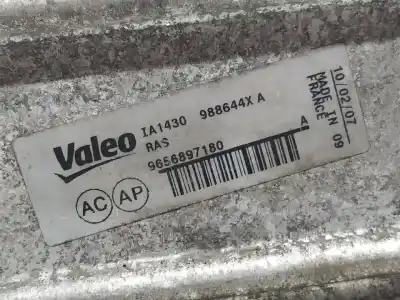 Valeo
IA1430 988644X A
RAS
9656897180 A
AC AP
10/02/07
MADE IN 09
FRANCE